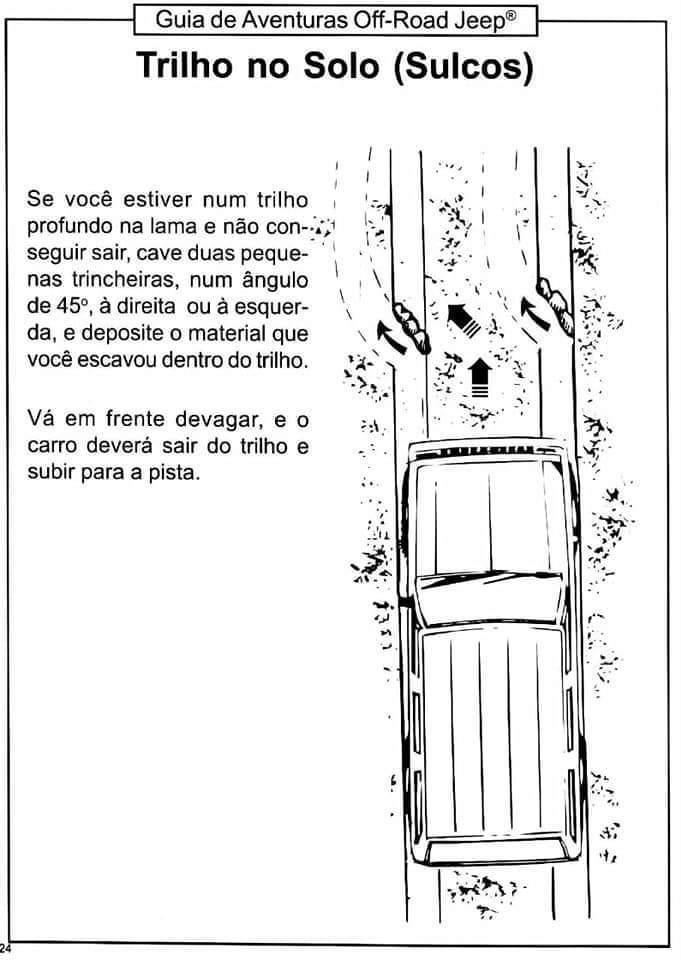 Guia de Aventuras Off-Road Jeep®
Trilho no Solo (Sulcos)
Se você estiver num trilho
profundo na lama e não con-
seguir sair, cave duas peque-
nas trincheiras, num ângulo
de 45º, à direita ou à esquer-
da, e deposite o material que
você escavou dentro do trilho.
Vá em frente devagar, e o
carro deverá sair do trilho e
subir para a pista.
24